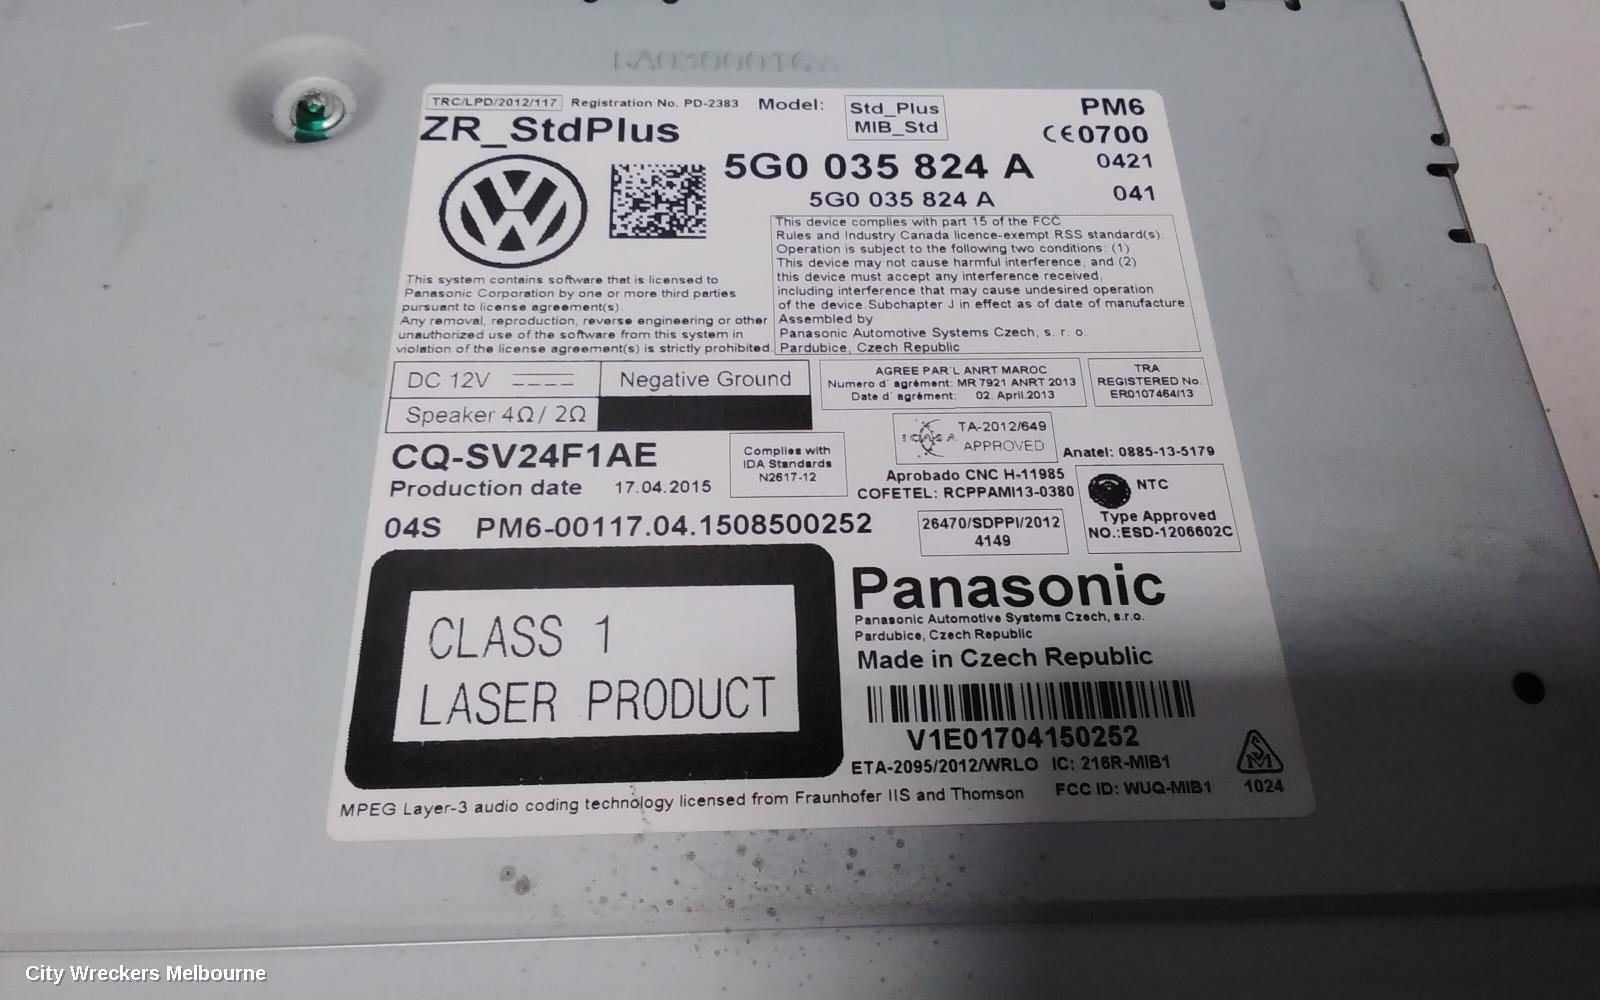 TRC/LPD/2012/117 Registration No. PD-2383 Model: Std_Plus PM6
MIB_Std
ZR_StdPlus CE0700
5G0 035 824 A 0421
5G0 035 824 A 041
This device complies with part 15 of the FCC
Rules and Industry Canada licence-exempt RSS standard(s).
Operation is subject to the following two conditions: (1)
This device may not cause harmful interference, and (2)
this device must accept any interference received,
including interference that may cause undesired operation
of the device.Subchapter J in effect as of date of manufacture.
Assembled by
Panasonic Automotive Systems Czech, s. r. o.
Pardubice, Czech Republic
This system contains software that is licensed to
Panasonic Corporation by one or more third parties
pursuant to license agreement(s).
Any removal, reproduction, reverse engineering or other
unauthorized use of the software from this system in
violation of the license agreement(s) is strictly prohibited.
DC 12V Negative Ground
Speaker 4Ω/ 2Ω
AGREE PAR'L ANRT MAROC
Numero d' agrément: MR 7921 ANRT 2013
Date d' agrément: 02. April.2013
TRA
REGISTERED No.
ER0107464/13
CQ-SV24F1AE
Production date 17.04.2015
Complies with
IDA Standards
N2617-12
ICASA TA-2012/649
APPROVED
Anatel: 0885-13-5179
Aprobado CNC H-11985
COFETEL: RCPPAMI13-0380
NTC
Type Approved
NO.:ESD-1206602C
04S PM6-00117.04.1508500252
26470/SDPPI/2012
4149
CLASS 1
LASER PRODUCT
Panasonic
Panasonic Automotive Systems Czech, s.r.o.
Pardubice, Czech Republic
Made in Czech Republic
V1E01704150252
ETA-2095/2012/WRLO IC: 216R-MIB1
FCC ID: WUQ-MIB1 1024
MPEG Layer-3 audio coding technology licensed from Fraunhofer IIS and Thomson
City Wreckers Melbourne